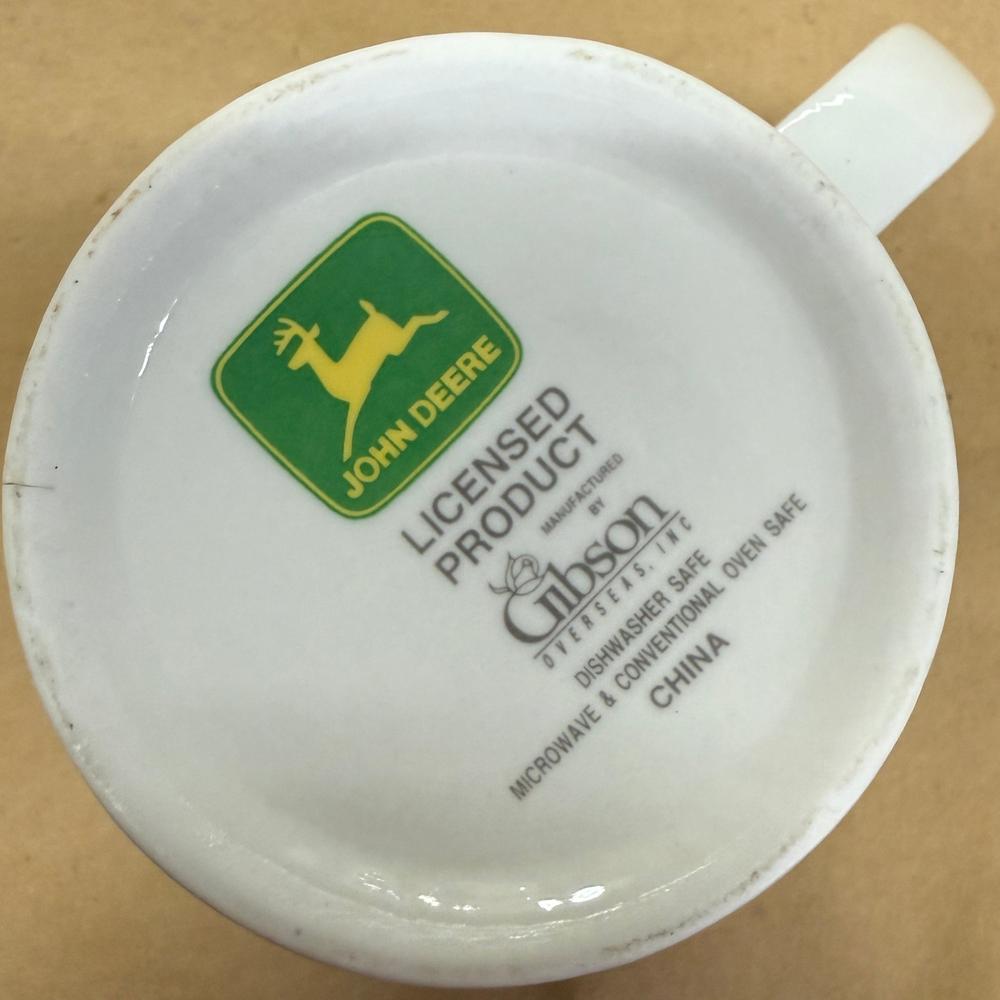 JOHN DEERE
LICENSED
PRODUCT
MANUFACTURED
BY
Gibson
OVERSEAS, INC
DISHWASHER SAFE
MICROWAVE & CONVENTIONAL OVEN SAFE
CHINA